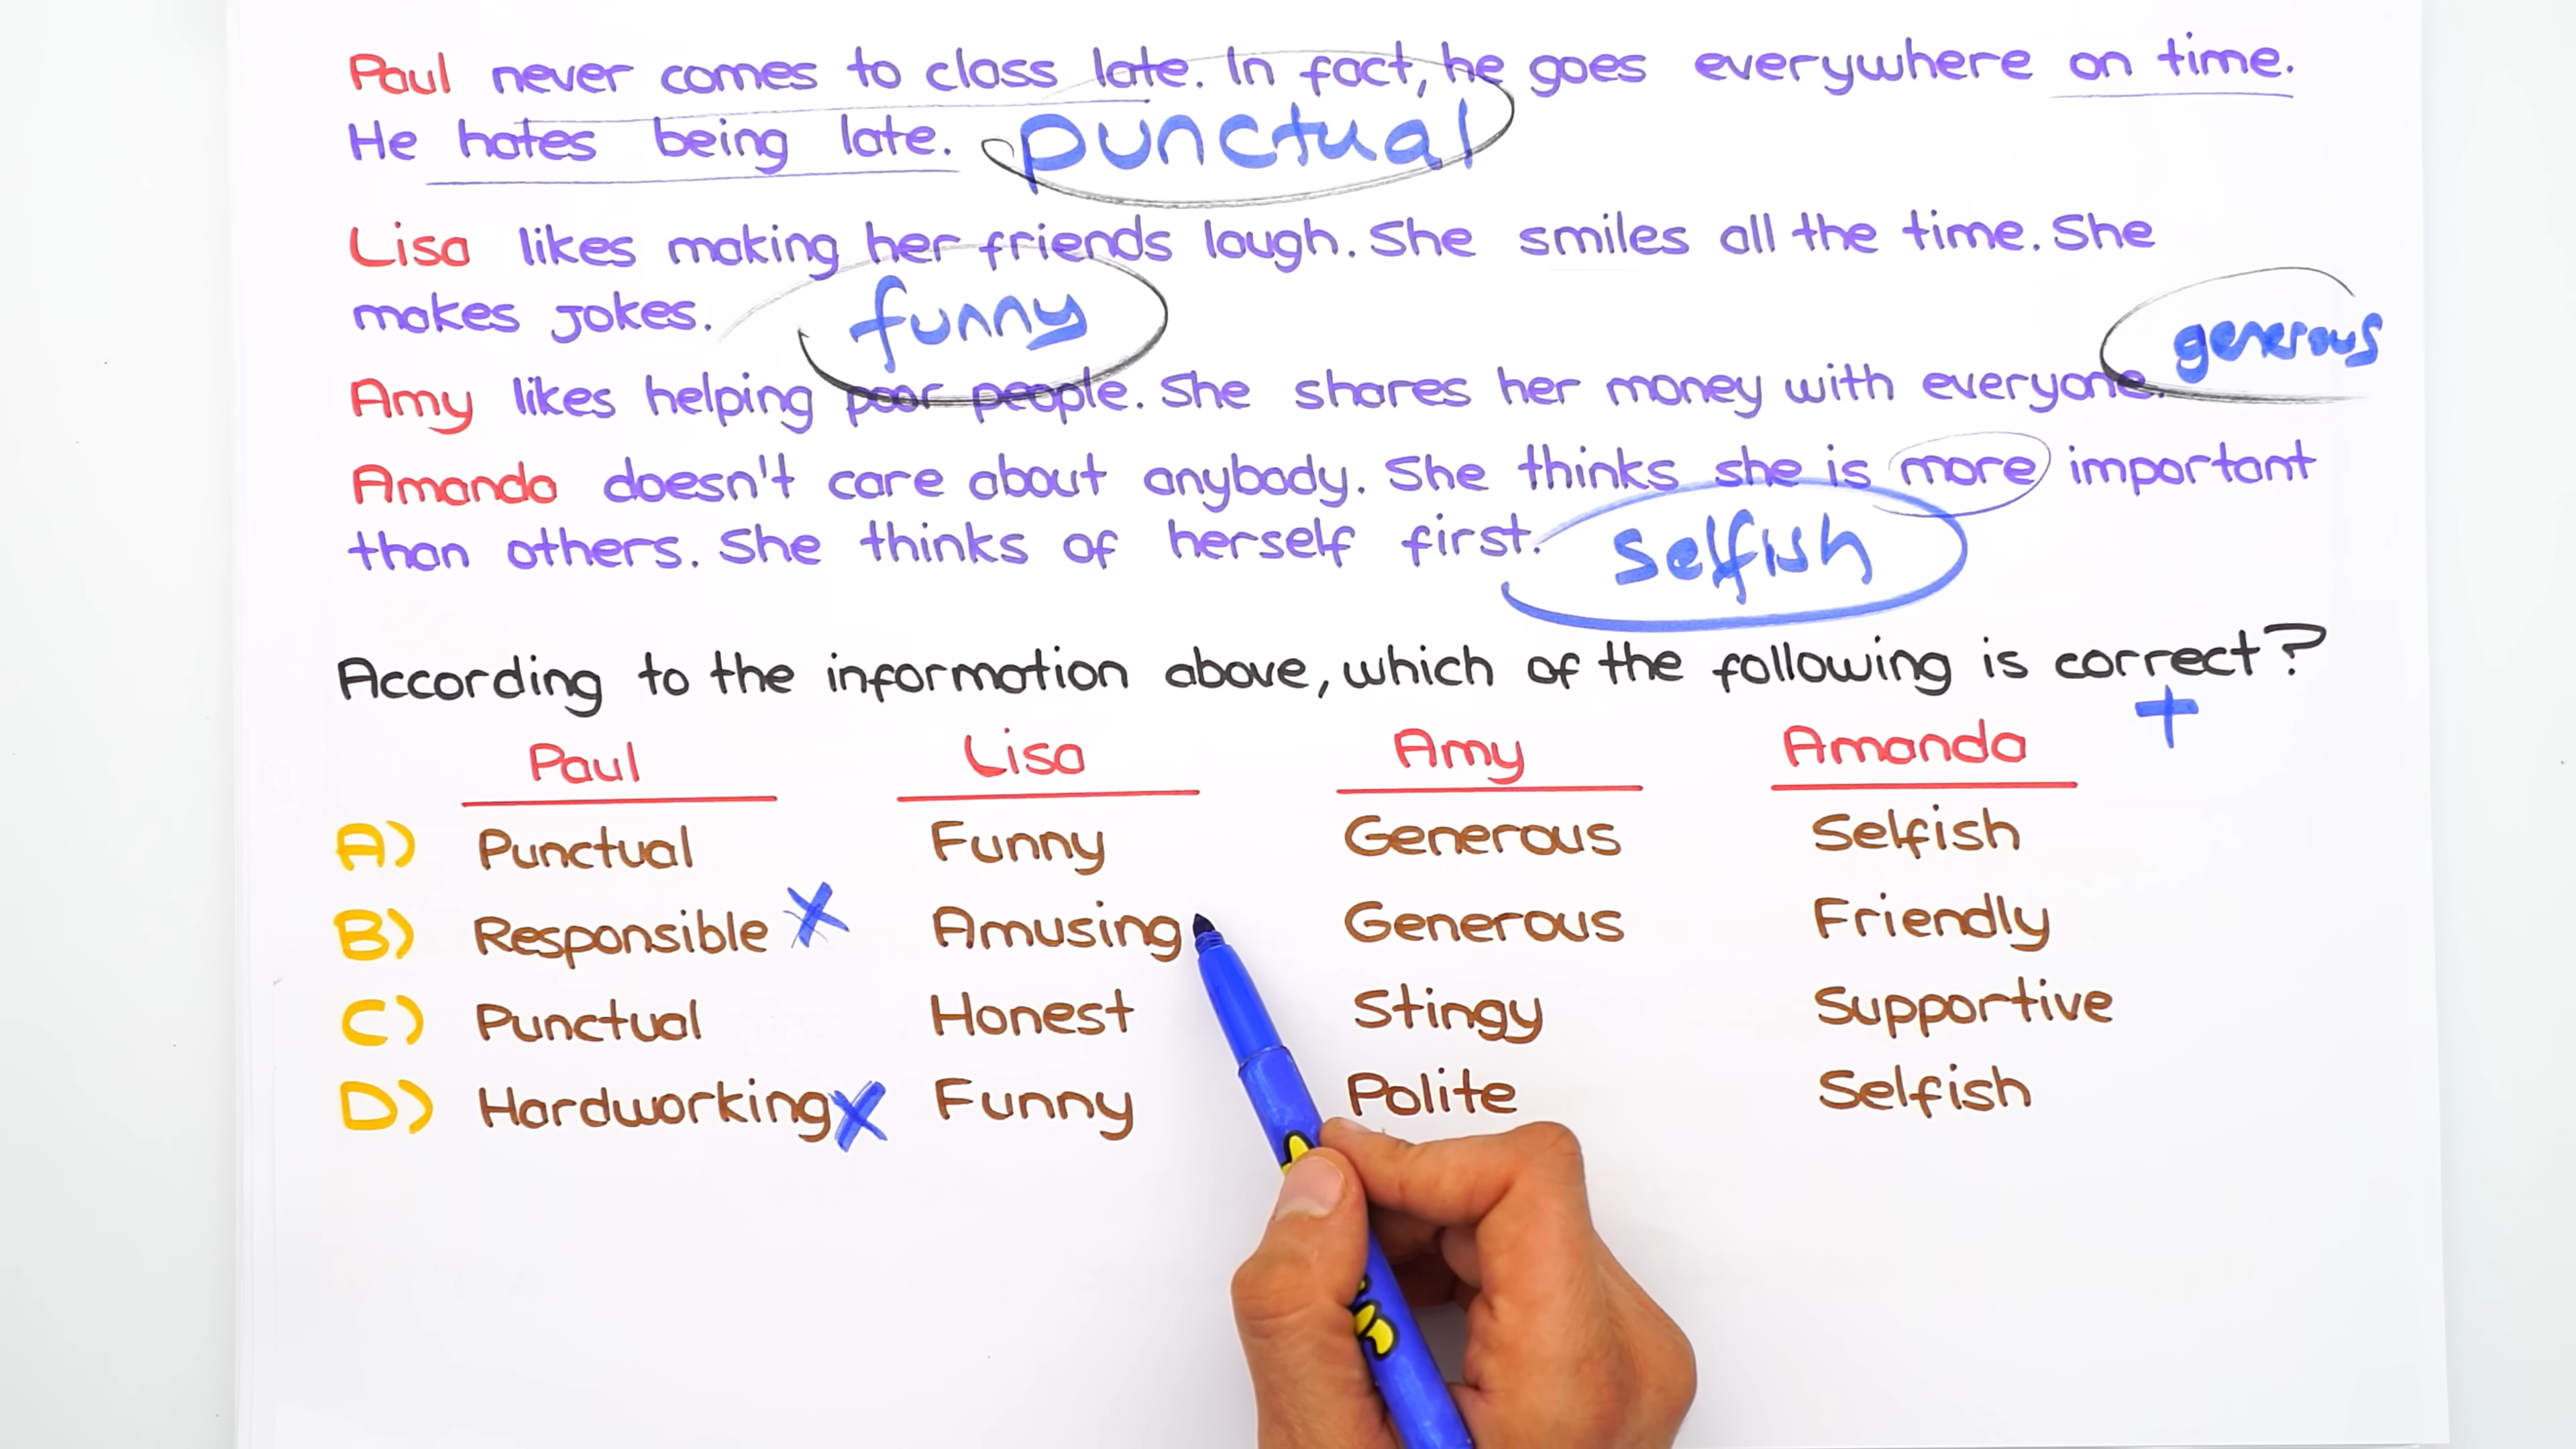 Paul never comes to class late. In fact, he goes everywhere on time.
He hates being late. punctual
Lisa likes making her friends laugh. She smiles all the time. She
makes jokes. funny
generous
Amy likes helping poor people. She shares her money with everyone.
Amanda doesn't care about anybody. She thinks she is more important
than others. She thinks of herself first. selfish
According to the information above, which of the following is correct?
+
Paul Lisa Amy Amanda
A) Punctual Funny Generous Selfish
B) Responsible X Amusing Generous Friendly
C) Punctual Honest Stingy Supportive
D) Hardworking X Funny Polite Selfish